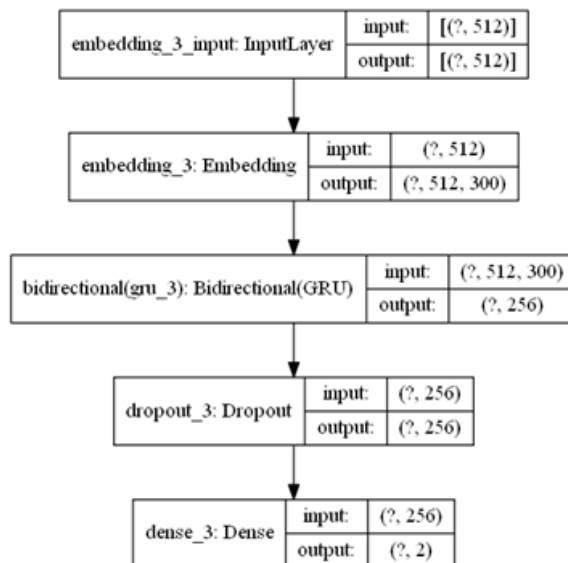 embedding_3_input: InputLayer
input: [(?, 512)]
output: [(?, 512)]
embedding_3: Embedding
input: (?, 512)
output: (?, 512, 300)
bidirectional(gru_3): Bidirectional(GRU)
input: (?, 512, 300)
output: (?, 256)
dropout_3: Dropout
input: (?, 256)
output: (?, 256)
dense_3: Dense
input: (?, 256)
output: (?, 2)